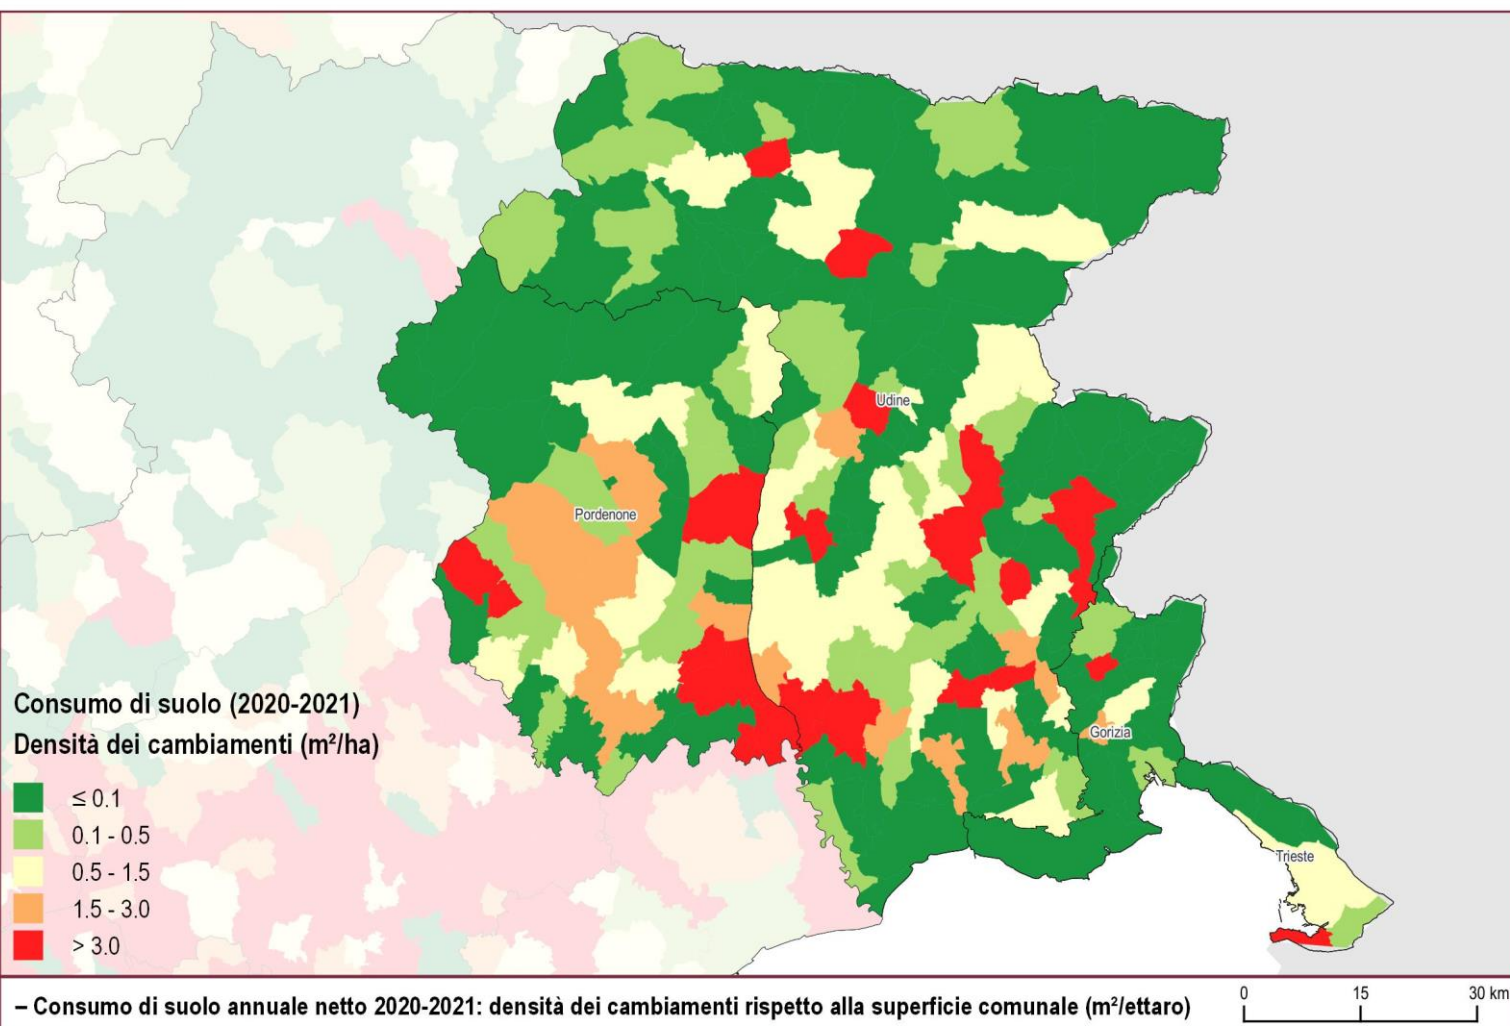 Udine
Pordenone
Gorizia
Trieste
Consumo di suolo (2020-2021)
Densità dei cambiamenti (m²/ha)
≤ 0.1
0.1 - 0.5
0.5 - 1.5
1.5 - 3.0
> 3.0
– Consumo di suolo annuale netto 2020-2021: densità dei cambiamenti rispetto alla superficie comunale (m²/ettaro)
0 15 30 km